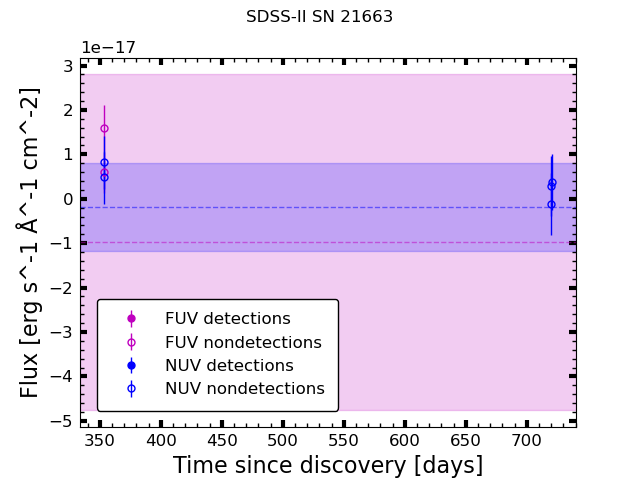 SDSS-II SN 21663
1e−17
3
2
1
0
−1
−2
−3
−4
−5
Flux [erg s^-1 Å^-1 cm^-2]
FUV detections
FUV nondetections
NUV detections
NUV nondetections
350 400 450 500 550 600 650 700
Time since discovery [days]